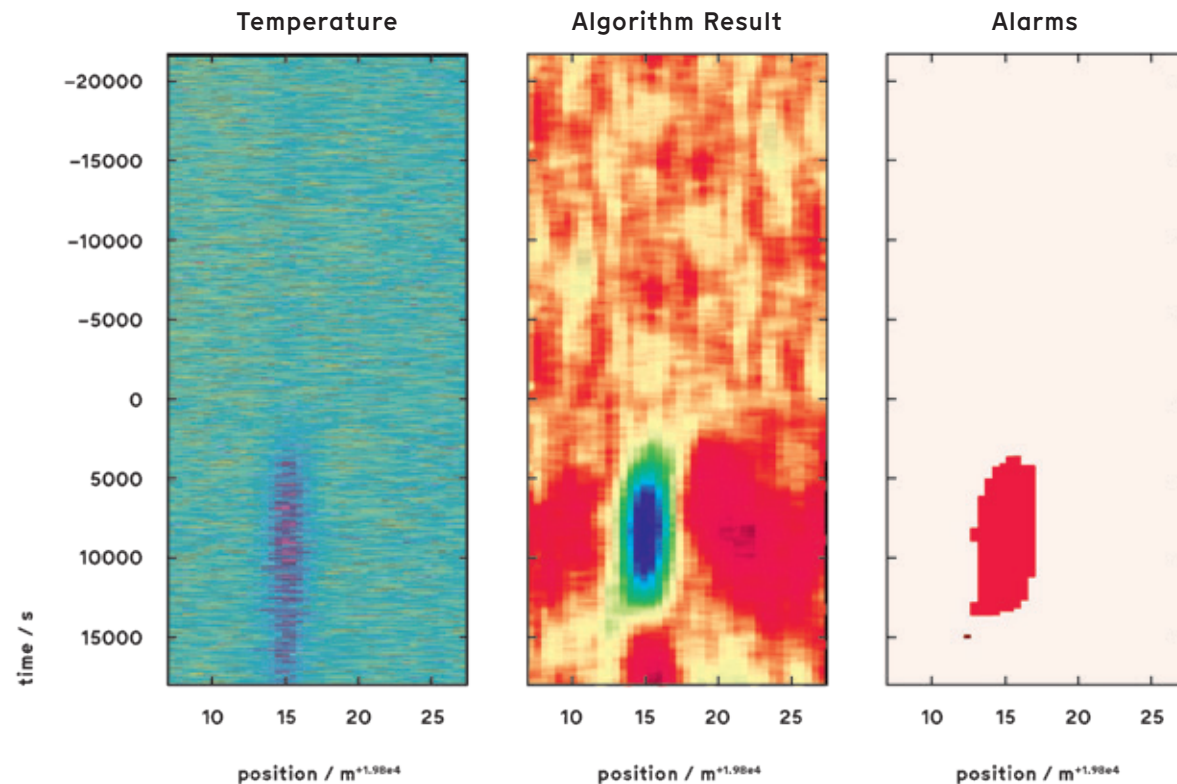 Temperature Algorithm Result Alarms
−20000
−15000
−10000
−5000
0
5000
10000
15000
time / s
10 15 20 25 10 15 20 25 10 15 20 25
position / m+1.98e4 position / m+1.98e4 position / m+1.98e4